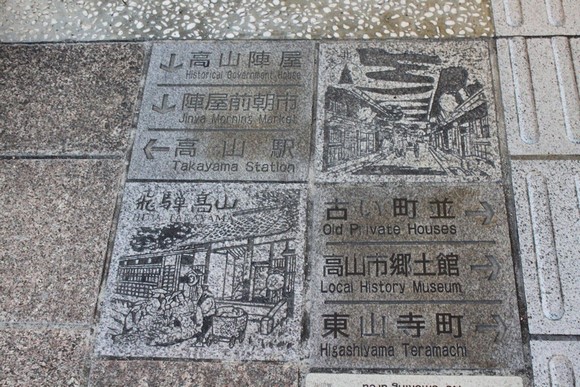 ↓ 高山陣屋
Historical Government House
↓ 陣屋前朝市
Jinya Morning Market
← 高山駅
Takayama Station
飛騨高山
HIDA TAKAYAMA
古い町並 →
Old Private Houses
高山市郷土館 →
Local History Museum
東山寺町 →
Higashiyama Teramachi